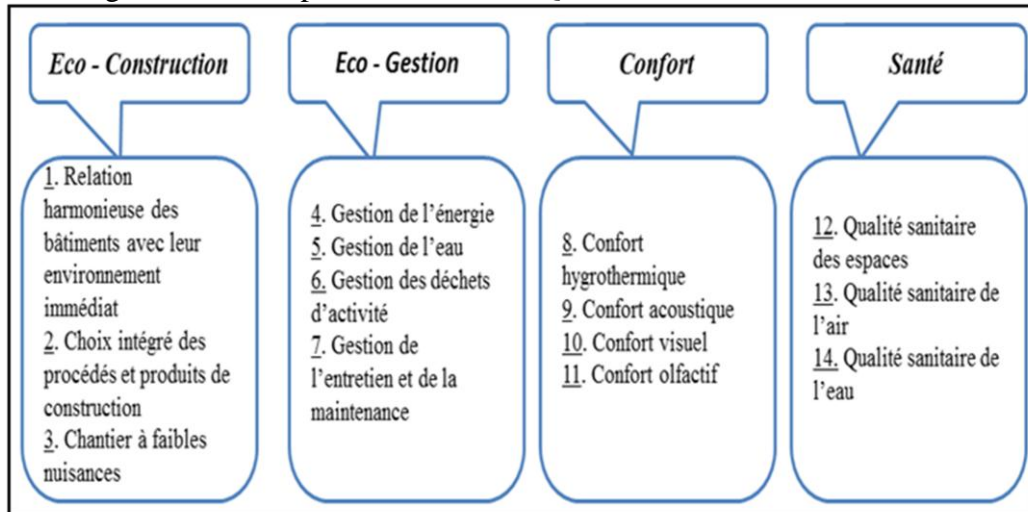 Eco - Construction
Eco - Gestion
Confort
Santé
1. Relation
harmonieuse des
bâtiments avec leur
environnement
immédiat
2. Choix intégré des
procédés et produits de
construction
3. Chantier à faibles
nuisances
4. Gestion de l’énergie
5. Gestion de l’eau
6. Gestion des déchets
d’activité
7. Gestion de
l’entretien et de la
maintenance
8. Confort
hygrothermique
9. Confort acoustique
10. Confort visuel
11. Confort olfactif
12. Qualité sanitaire
des espaces
13. Qualité sanitaire de
l’air
14. Qualité sanitaire de
l’eau